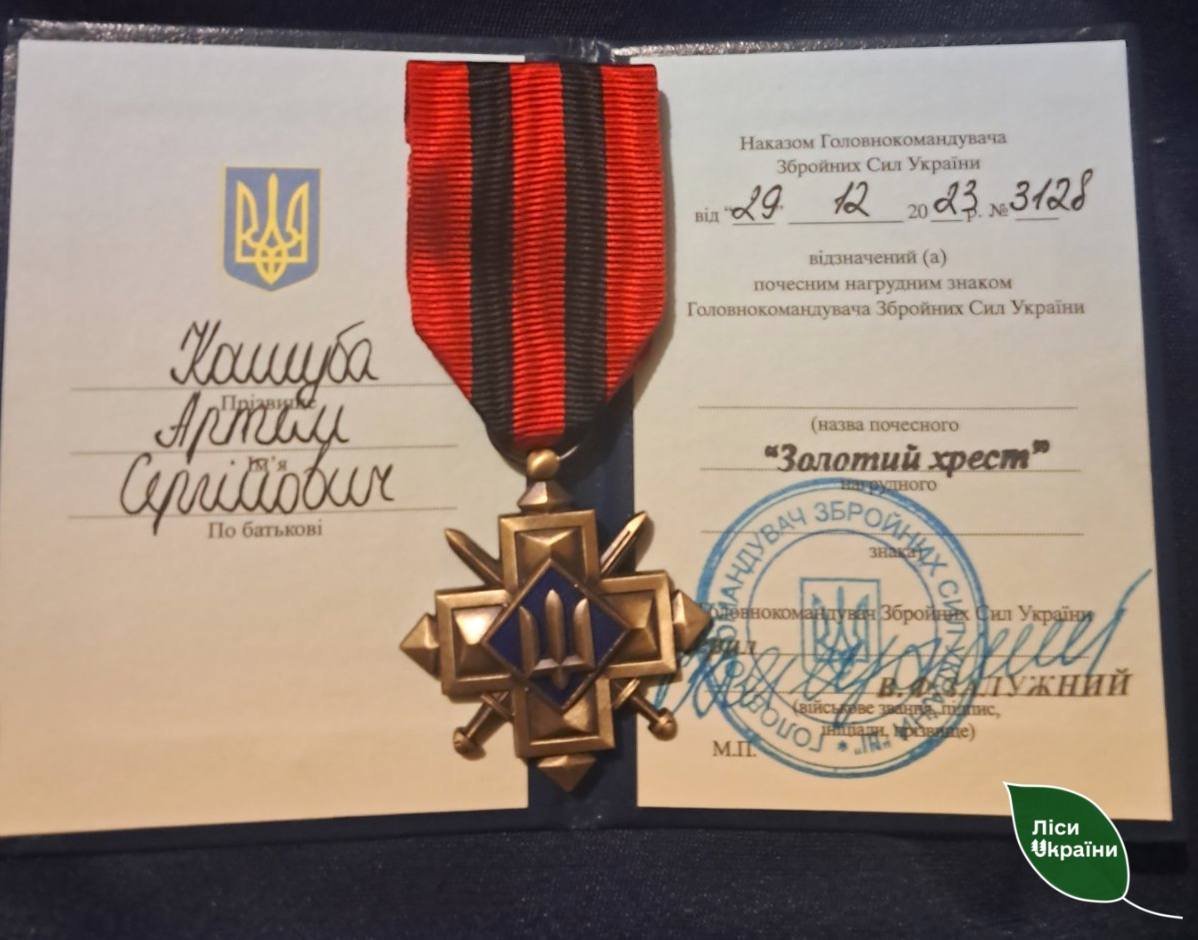 Кашуба
Прізвище
Артем
Ім'я
Сергійович
По батькові
Наказом Головнокомандувача
Збройних Сил України
від "29" 12 2023 р. № 3128
відзначений (а)
почесним нагрудним знаком
Головнокомандувача Збройних Сил України
(назва почесного
"Золотий хрест"
нагрудного
знака)
Головнокомандувач Збройних Сил України
В.Ф.ЗАЛУЖНИЙ
(військове звання, підпис,
ініціали, прізвище)
М.П.
ГОЛОВНОКОМАНДУВАЧ ЗБРОЙНИХ СИЛ УКРАЇНИ
Ліси
України